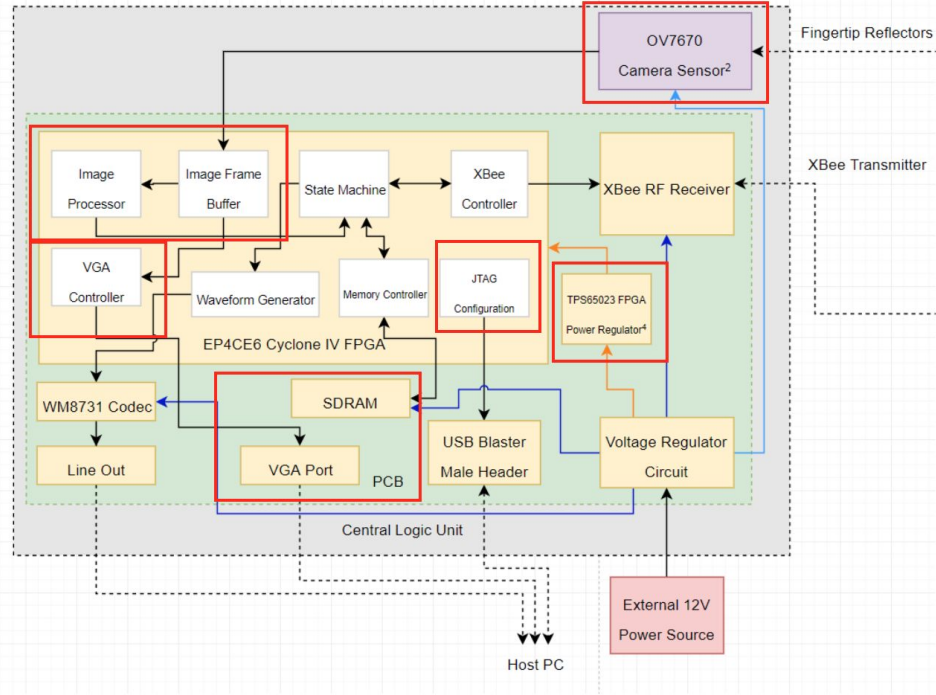 OV7670
Camera Sensor²
Fingertip Reflectors
Image
Processor
Image Frame
Buffer
State Machine
XBee
Controller
XBee RF Receiver
XBee Transmitter
VGA
Controller
Waveform Generator
Memory Controller
JTAG
Configuration
TPS65023 FPGA
Power Regulator⁴
EP4CE6 Cyclone IV FPGA
WM8731 Codec
SDRAM
USB Blaster
Male Header
Voltage Regulator
Circuit
Line Out
VGA Port
PCB
Central Logic Unit
External 12V
Power Source
Host PC